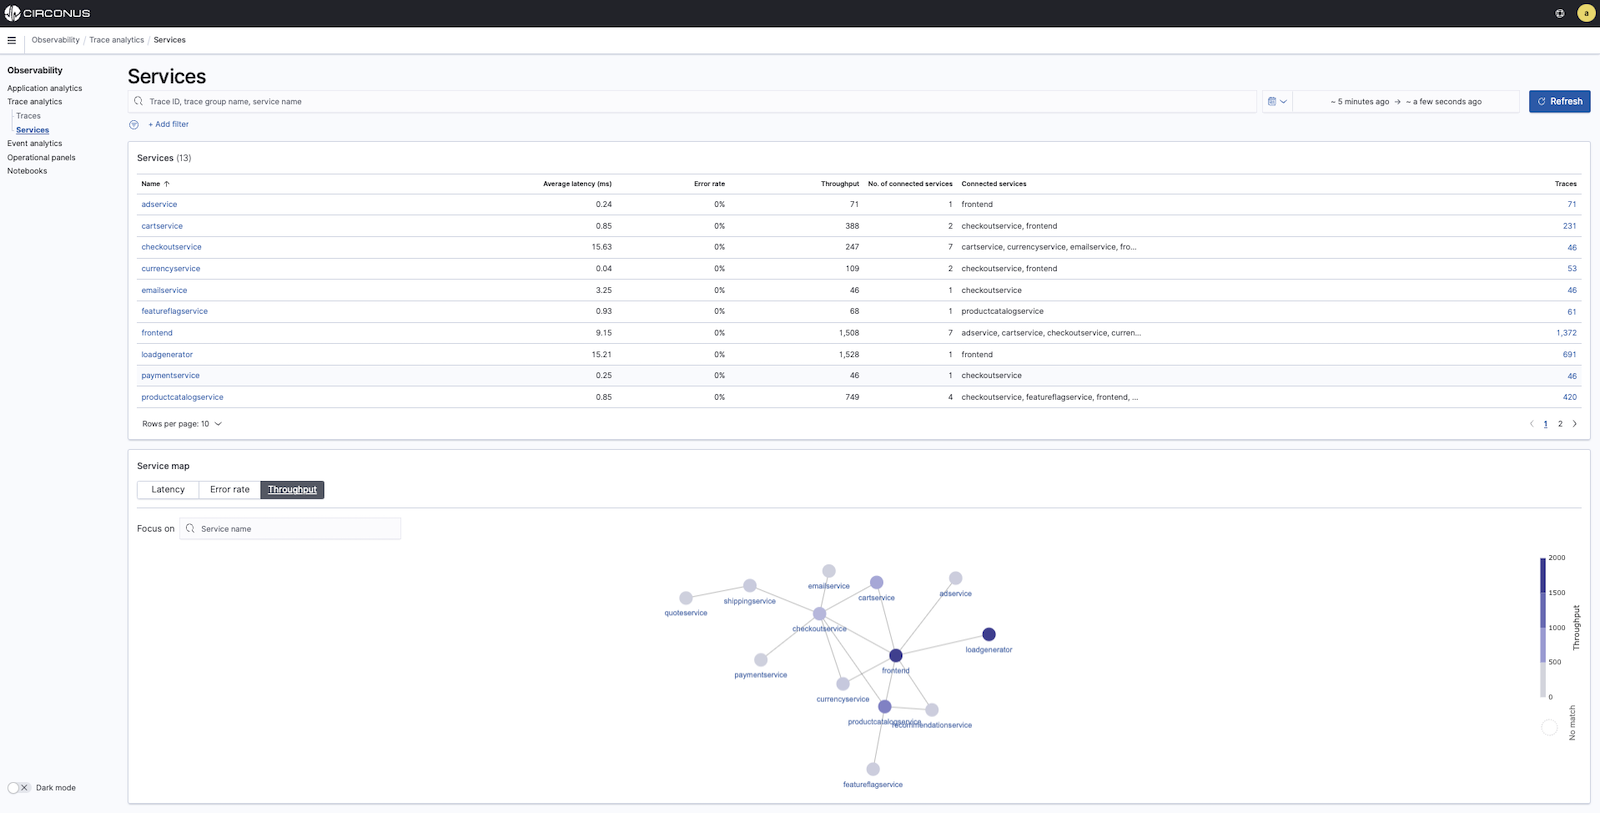 CIRCONUS
a
Observability / Trace analytics / Services
Observability
Application analytics
Trace analytics
Traces
Services
Event analytics
Operational panels
Notebooks
Dark mode
Services
Trace ID, trace group name, service name
~ 5 minutes ago → ~ a few seconds ago
Refresh
+ Add filter
Services (13)
Name ↑ Average latency (ms) Error rate Throughput No. of connected services Connected services Traces
adservice 0.24 0% 71 1 frontend 71
cartservice 0.85 0% 388 2 checkoutservice, frontend 231
checkoutservice 15.63 0% 247 7 cartservice, currencyservice, emailservice, fro... 46
currencyservice 0.04 0% 109 2 checkoutservice, frontend 53
emailservice 3.25 0% 46 1 checkoutservice 46
featureflagservice 0.93 0% 68 1 productcatalogservice 61
frontend 9.15 0% 1,508 7 adservice, cartservice, checkoutservice, curren... 1,372
loadgenerator 15.21 0% 1,528 1 frontend 691
paymentservice 0.25 0% 46 1 checkoutservice 46
productcatalogservice 0.85 0% 749 4 checkoutservice, featureflagservice, frontend, ... 420
Rows per page: 10
1 2
Service map
Latency Error rate Throughput
Focus on Service name
emailservice
cartservice
adservice
shippingservice
quoteservice
checkoutservice
loadgenerator
frontend
paymentservice
currencyservice
productcatalogservice
recommendationservice
featureflagservice
2000
1500
1000
500
0
Throughput
No match